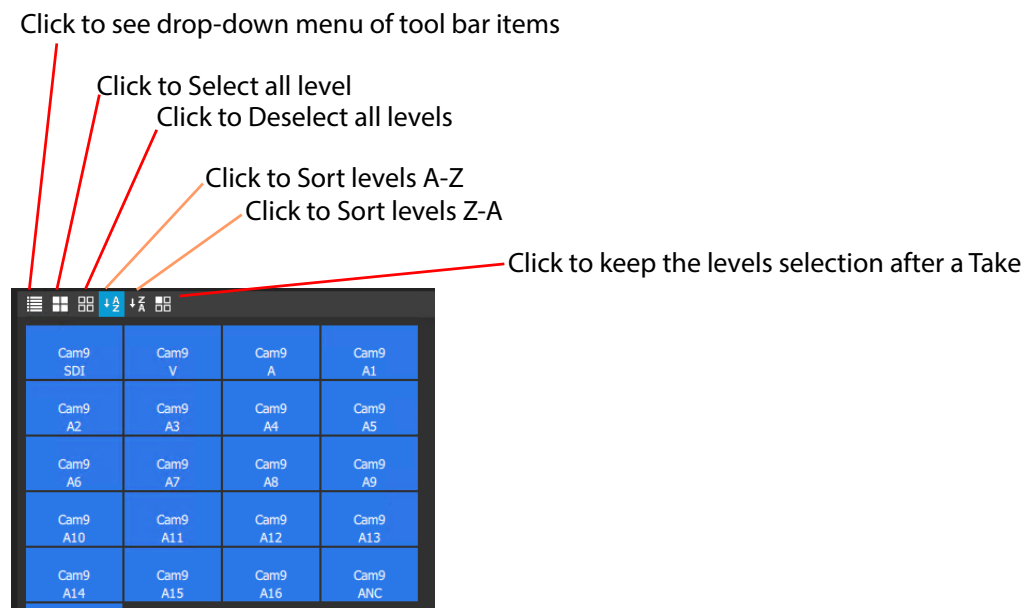 Click to see drop-down menu of tool bar items
Click to Select all level
Click to Deselect all levels
Click to Sort levels A-Z
Click to Sort levels Z-A
Click to keep the levels selection after a Take
A Z
Z A
Cam9 Cam9 Cam9 Cam9
SDI V A A1
Cam9 Cam9 Cam9 Cam9
A2 A3 A4 A5
Cam9 Cam9 Cam9 Cam9
A6 A7 A8 A9
Cam9 Cam9 Cam9 Cam9
A10 A11 A12 A13
Cam9 Cam9 Cam9 Cam9
A14 A15 A16 ANC